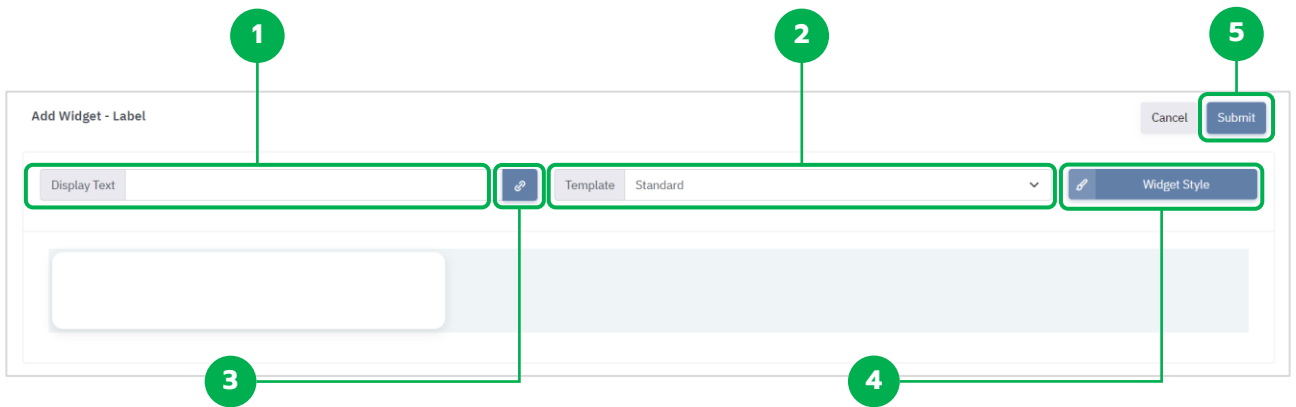 1
2
5
Add Widget - Label
Cancel
Submit
Display Text
Template
Standard
Widget Style
3
4